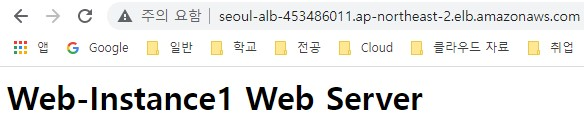 주의 요함 | seoul-alb-453486011.ap-northeast-2.elb.amazonaws.com
앱 Google 일반 학교 전공 Cloud 클라우드 자료 취업
Web-Instance1 Web Server